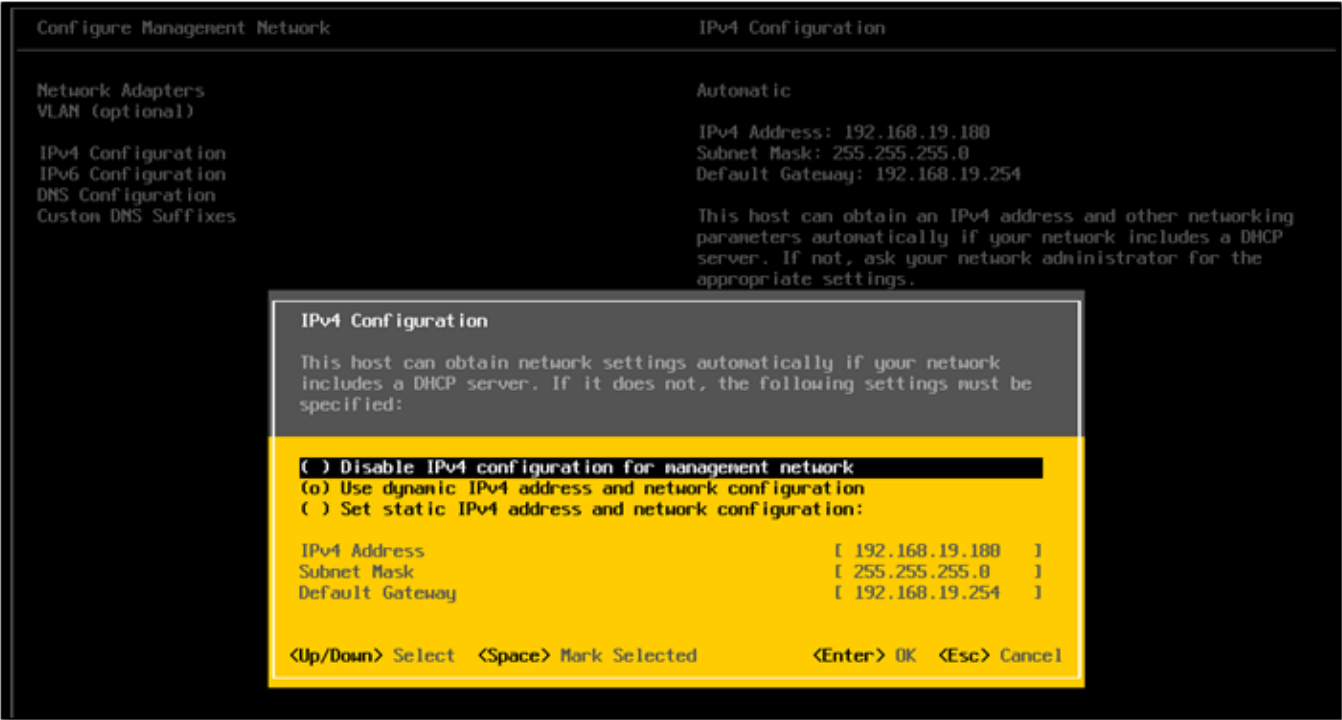 Configure Management Network
IPv4 Configuration
Network Adapters
VLAN (optional)
IPv4 Configuration
IPv6 Configuration
DNS Configuration
Custom DNS Suffixes
Automatic
IPv4 Address: 192.168.19.180
Subnet Mask: 255.255.255.0
Default Gateway: 192.168.19.254
This host can obtain an IPv4 address and other networking
parameters automatically if your network includes a DHCP
server. If not, ask your network administrator for the
appropriate settings.
IPv4 Configuration
This host can obtain network settings automatically if your network
includes a DHCP server. If it does not, the following settings must be
specified:
( ) Disable IPv4 configuration for management network
(o) Use dynamic IPv4 address and network configuration
( ) Set static IPv4 address and network configuration:
IPv4 Address [ 192.168.19.180 ]
Subnet Mask [ 255.255.255.0 ]
Default Gateway [ 192.168.19.254 ]
<Up/Down> Select <Space> Mark Selected <Enter> OK <Esc> Cancel